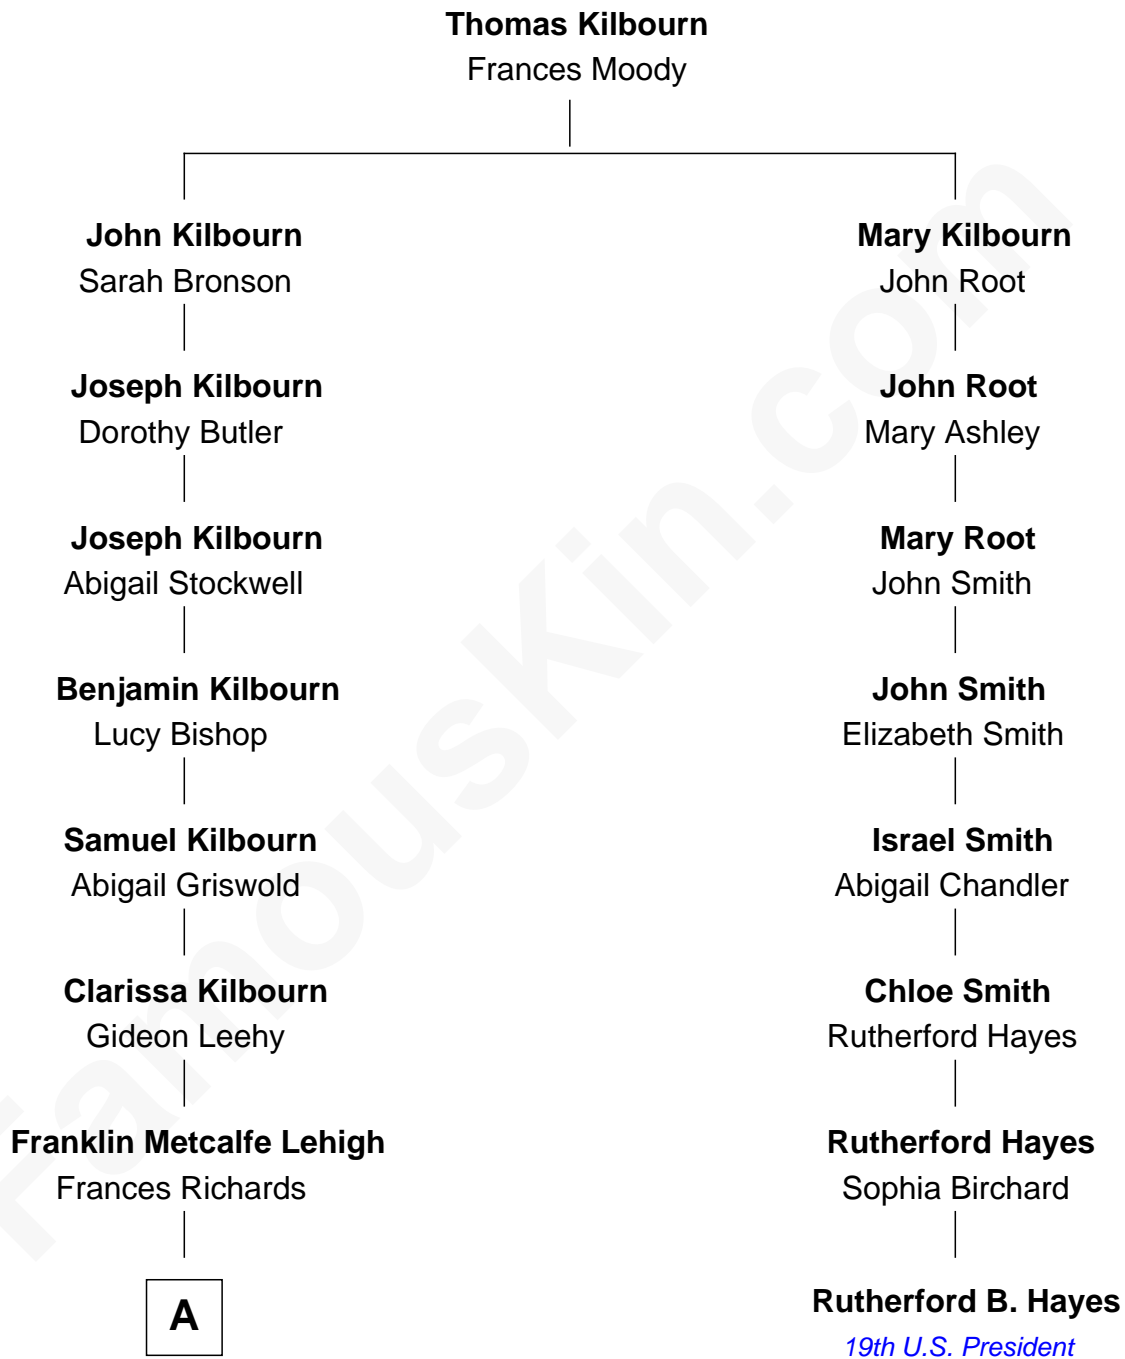 Thomas Kilbourn
Frances Moody
John Kilbourn
Sarah Bronson
Mary Kilbourn
John Root
Joseph Kilbourn
Dorothy Butler
John Root
Mary Ashley
Joseph Kilbourn
Abigail Stockwell
Mary Root
John Smith
Benjamin Kilbourn
Lucy Bishop
John Smith
Elizabeth Smith
Samuel Kilbourn
Abigail Griswold
Israel Smith
Abigail Chandler
Clarissa Kilbourn
Gideon Leehy
Chloe Smith
Rutherford Hayes
Franklin Metcalfe Lehigh
Frances Richards
Rutherford Hayes
Sophia Birchard
A
Rutherford B. Hayes
19th U.S. President
FamousKin.com